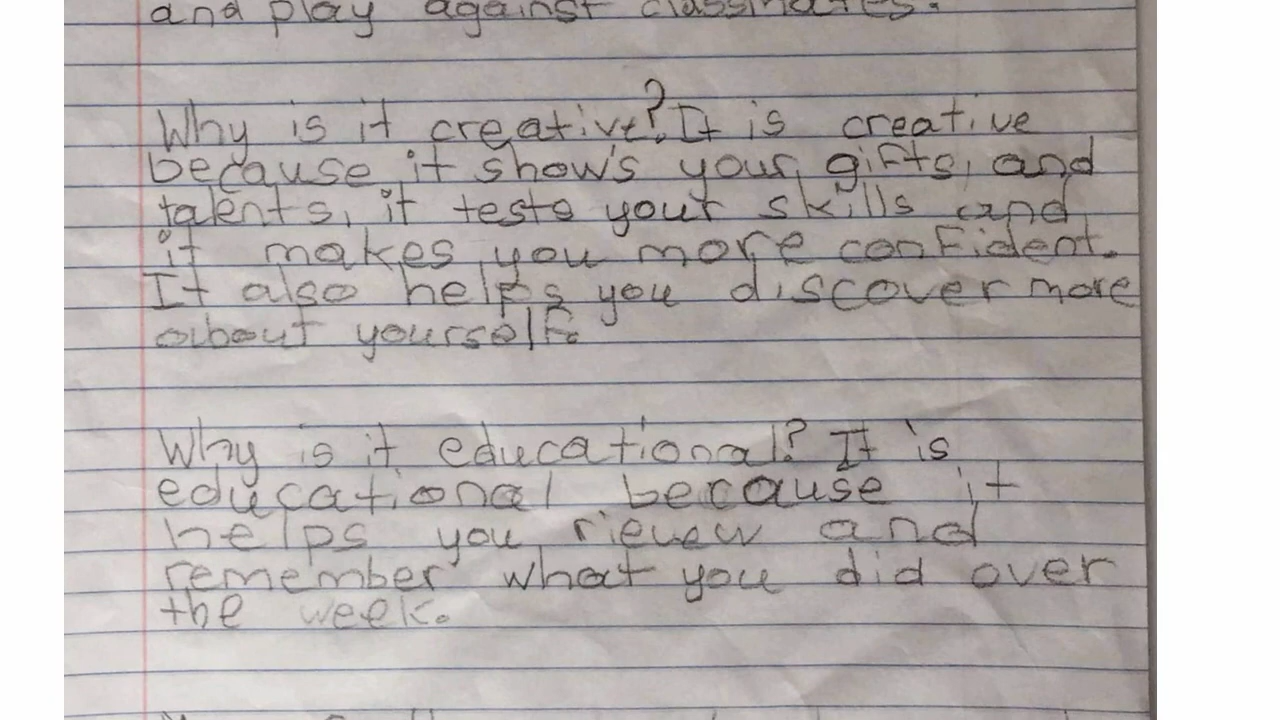 and play against classmates.
Why is it creative? It is creative
because it shows your gifts, and
talents, it tests your skills and
it makes you more confident.
It also helps you discover more
about yourself.
Why is it educational? It is
educational because it
helps you rievew and
remember what you did over
the week.